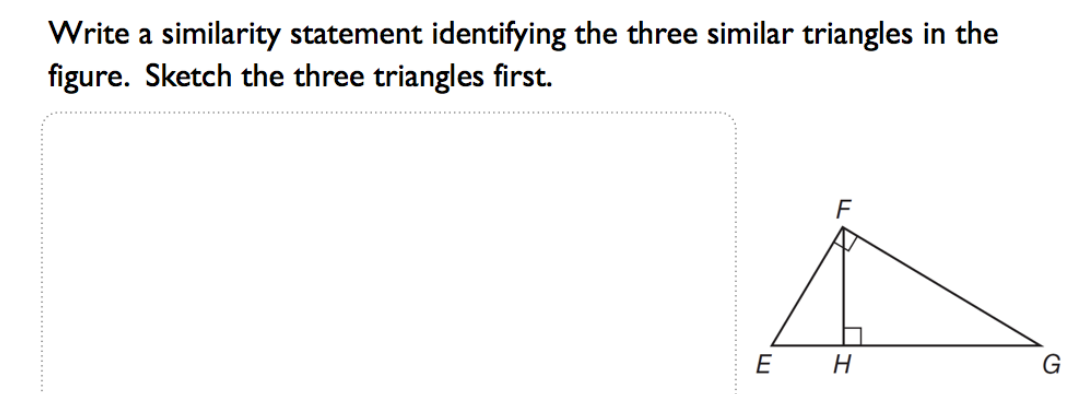 Write a similarity statement identifying the three similar triangles in the
figure. Sketch the three triangles first.
F
E H G